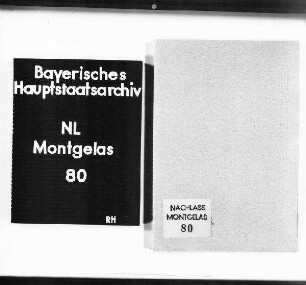 Bayerisches
Hauptstaatsarchiv
NL
Montgelas
80
RH
NACHLASS
MONTGELAS
80